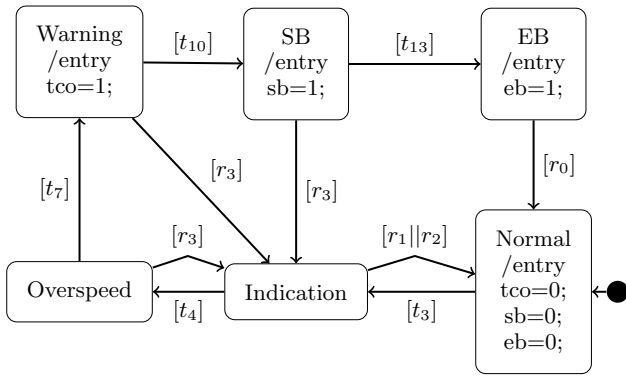 Warning
/entry
tco=1;
[t10]
SB
/entry
sb=1;
[t13]
EB
/entry
eb=1;
[t7]
[r3]
[r3]
[r0]
Overspeed
[r3]
[t4]
Indication
[r1||r2]
[t3]
Normal
/entry
tco=0;
sb=0;
eb=0;